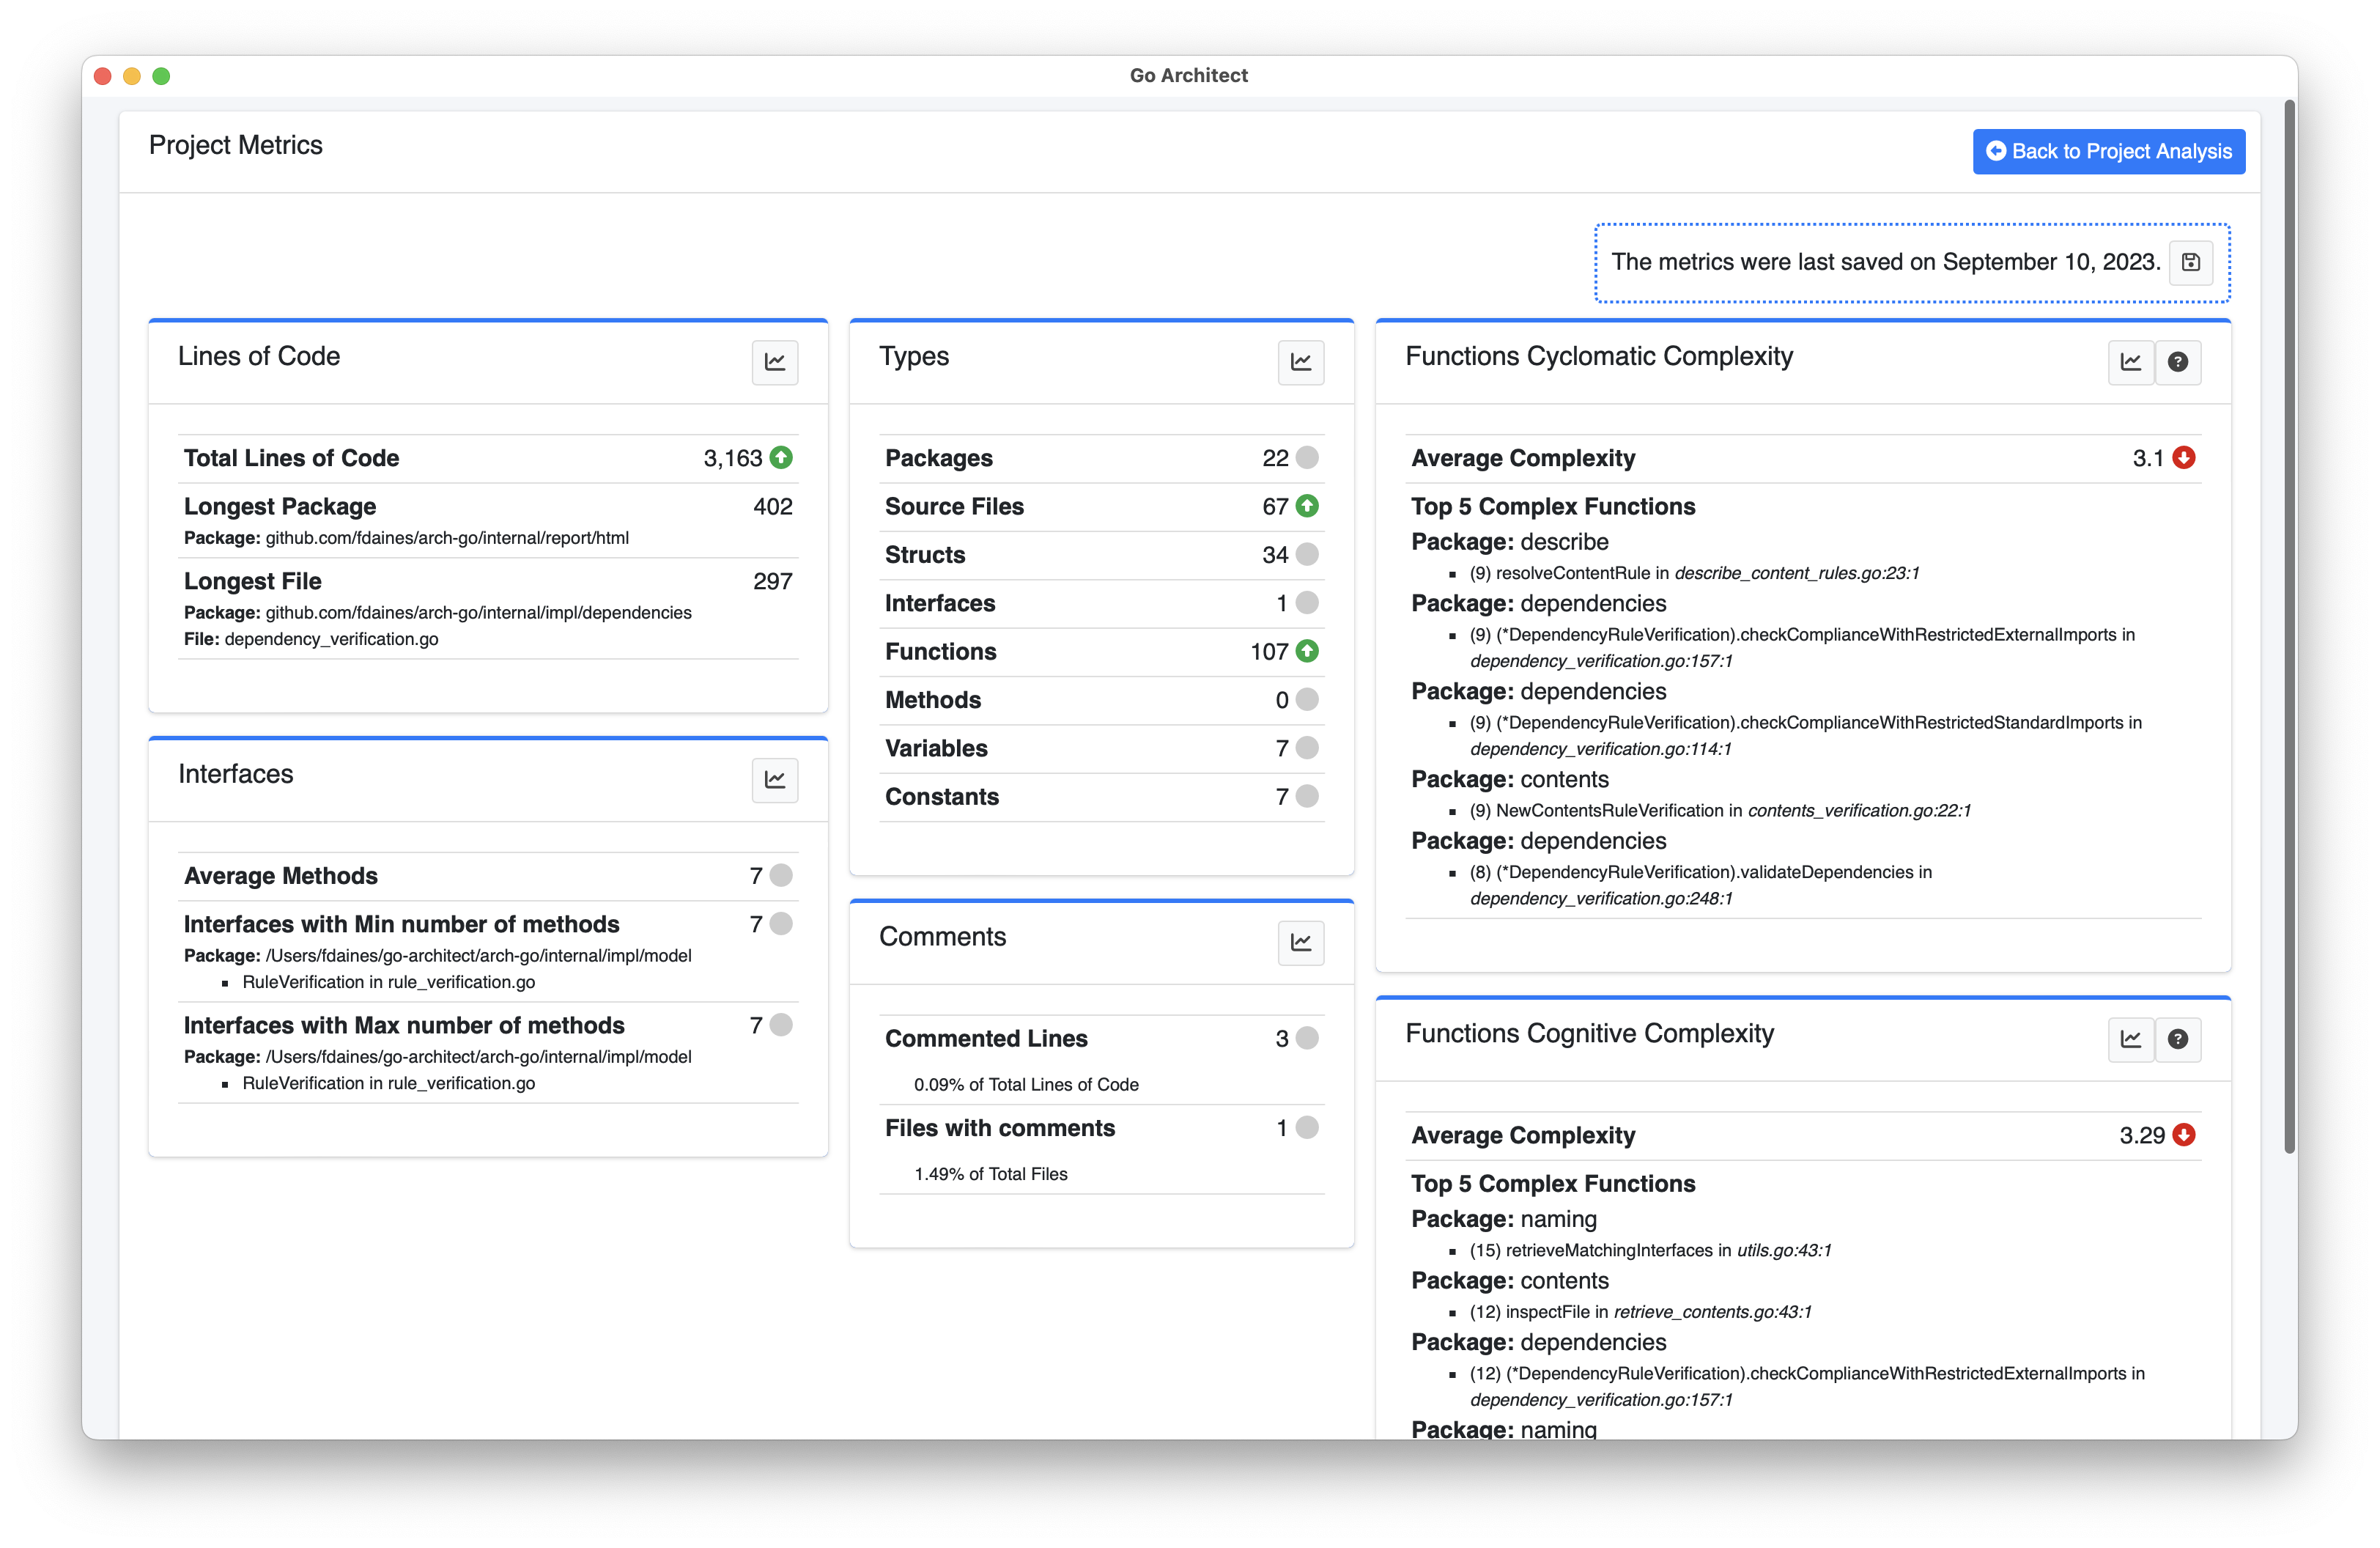 Go Architect
Project Metrics
Back to Project Analysis
The metrics were last saved on September 10, 2023.
Lines of Code
Total Lines of Code 3,163
Longest Package 402
Package: github.com/fdaines/arch-go/internal/report/html
Longest File 297
Package: github.com/fdaines/arch-go/internal/impl/dependencies
File: dependency_verification.go
Interfaces
Average Methods 7
Interfaces with Min number of methods 7
Package: /Users/fdaines/go-architect/arch-go/internal/impl/model
RuleVerification in rule_verification.go
Interfaces with Max number of methods 7
Package: /Users/fdaines/go-architect/arch-go/internal/impl/model
RuleVerification in rule_verification.go
Types
Packages 22
Source Files 67
Structs 34
Interfaces 1
Functions 107
Methods 0
Variables 7
Constants 7
Comments
Commented Lines 3
0.09% of Total Lines of Code
Files with comments 1
1.49% of Total Files
Functions Cyclomatic Complexity
Average Complexity 3.1
Top 5 Complex Functions
Package: describe
(9) resolveContentRule in describe_content_rules.go:23:1
Package: dependencies
(9) (*DependencyRuleVerification).checkComplianceWithRestrictedExternalImports in
dependency_verification.go:157:1
Package: dependencies
(9) (*DependencyRuleVerification).checkComplianceWithRestrictedStandardImports in
dependency_verification.go:114:1
Package: contents
(9) NewContentsRuleVerification in contents_verification.go:22:1
Package: dependencies
(8) (*DependencyRuleVerification).validateDependencies in
dependency_verification.go:248:1
Functions Cognitive Complexity
Average Complexity 3.29
Top 5 Complex Functions
Package: naming
(15) retrieveMatchingInterfaces in utils.go:43:1
Package: contents
(12) inspectFile in retrieve_contents.go:43:1
Package: dependencies
(12) (*DependencyRuleVerification).checkComplianceWithRestrictedExternalImports in
dependency_verification.go:157:1
Package: naming